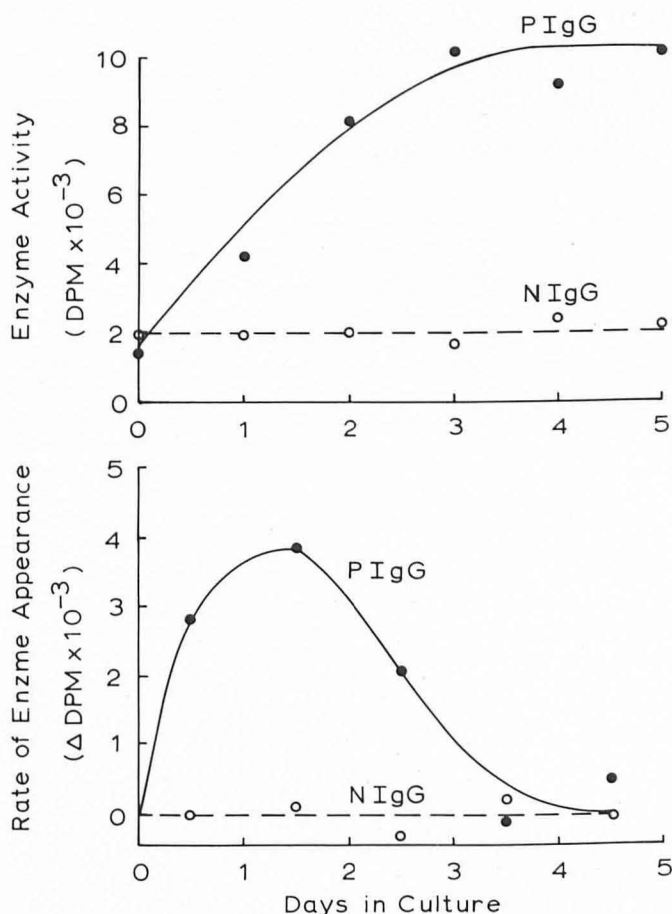 PIgG
Enzyme Activity
(DPM x10⁻³)
10
8
6
4
2
0
NIgG
0 1 2 3 4 5
Rate of Enzme Appearance
(Δ DPM x10⁻³)
5
4
3
2
1
0
PIgG
NIgG
0 1 2 3 4 5
Days in Culture